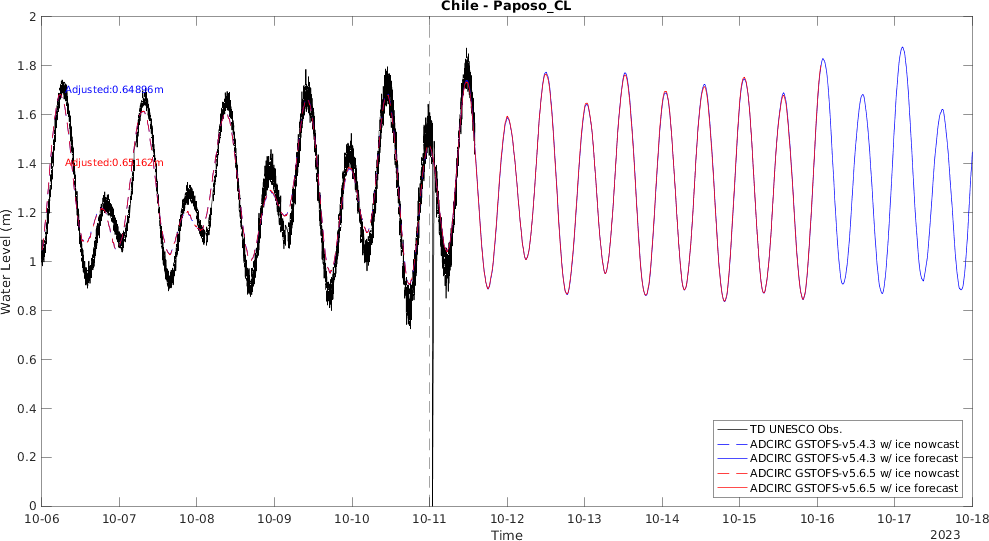 Chile - Paposo_CL
2
1.8
1.6
1.4
1.2
1
0.8
0.6
0.4
0.2
0
Water Level (m)
Adjusted:0.64896m
Adjusted:0.65162m
TD UNESCO Obs.
ADCIRC GSTOFS-v5.4.3 w/ ice nowcast
ADCIRC GSTOFS-v5.4.3 w/ ice forecast
ADCIRC GSTOFS-v5.6.5 w/ ice nowcast
ADCIRC GSTOFS-v5.6.5 w/ ice forecast
10-06 10-07 10-08 10-09 10-10 10-11 10-12 10-13 10-14 10-15 10-16 10-17 10-18
Time
2023